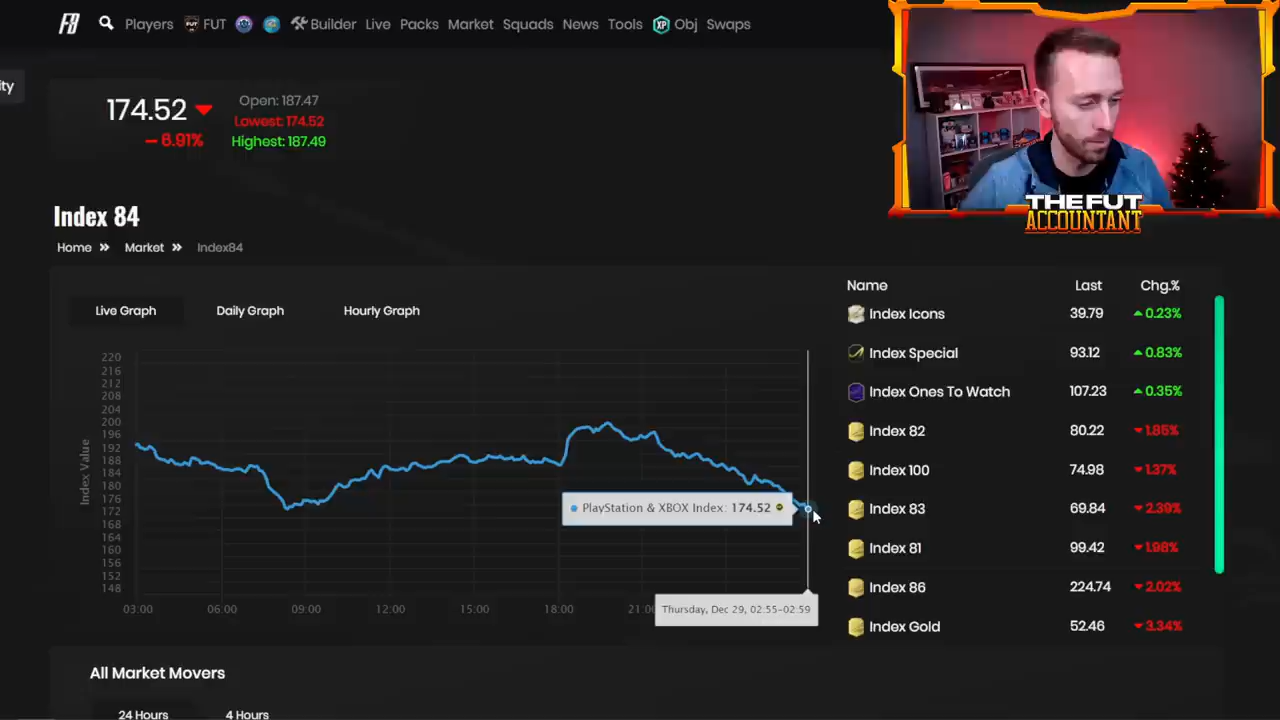 FB Players FUT Builder Live Packs Market Squads News Tools XP Obj Swaps
ity
174.52
– 6.91%
Open: 187.47
Lowest: 174.52
Highest: 187.49
THE FUT
ACCOUNTANT
Index 84
Home » Market » Index84
Live Graph Daily Graph Hourly Graph
Index Value
220
216
212
208
204
200
196
192
188
184
180
176
172
168
164
160
156
152
148
03:00 06:00 09:00 12:00 15:00 18:00 21:0
PlayStation & XBOX Index: 174.52
Thursday, Dec 29, 02:55-02:59
Name Last Chg.%
Index Icons 39.79 0.23%
Index Special 93.12 0.83%
Index Ones To Watch 107.23 0.35%
Index 82 80.22 1.85%
Index 100 74.98 1.37%
Index 83 69.84 2.39%
Index 81 99.42 1.98%
Index 86 224.74 2.02%
Index Gold 52.46 3.34%
All Market Movers
24 Hours 4 Hours